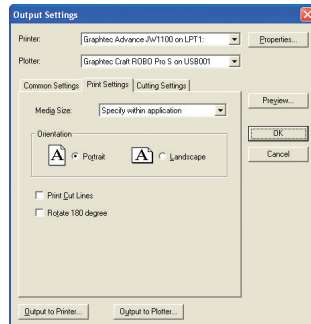 Output Settings
Printer: Graphtec Advance JW1100 on LPT1: Properties...
Plotter: Graphtec Craft ROBO Pro S on USB001
Common Settings Print Settings Cutting Settings
Media Size: Specify within application Preview...
Orientation
A Portrait A Landscape OK
Cancel
Print Cut Lines
Rotate 180 degree
Output to Printer... Output to Plotter...